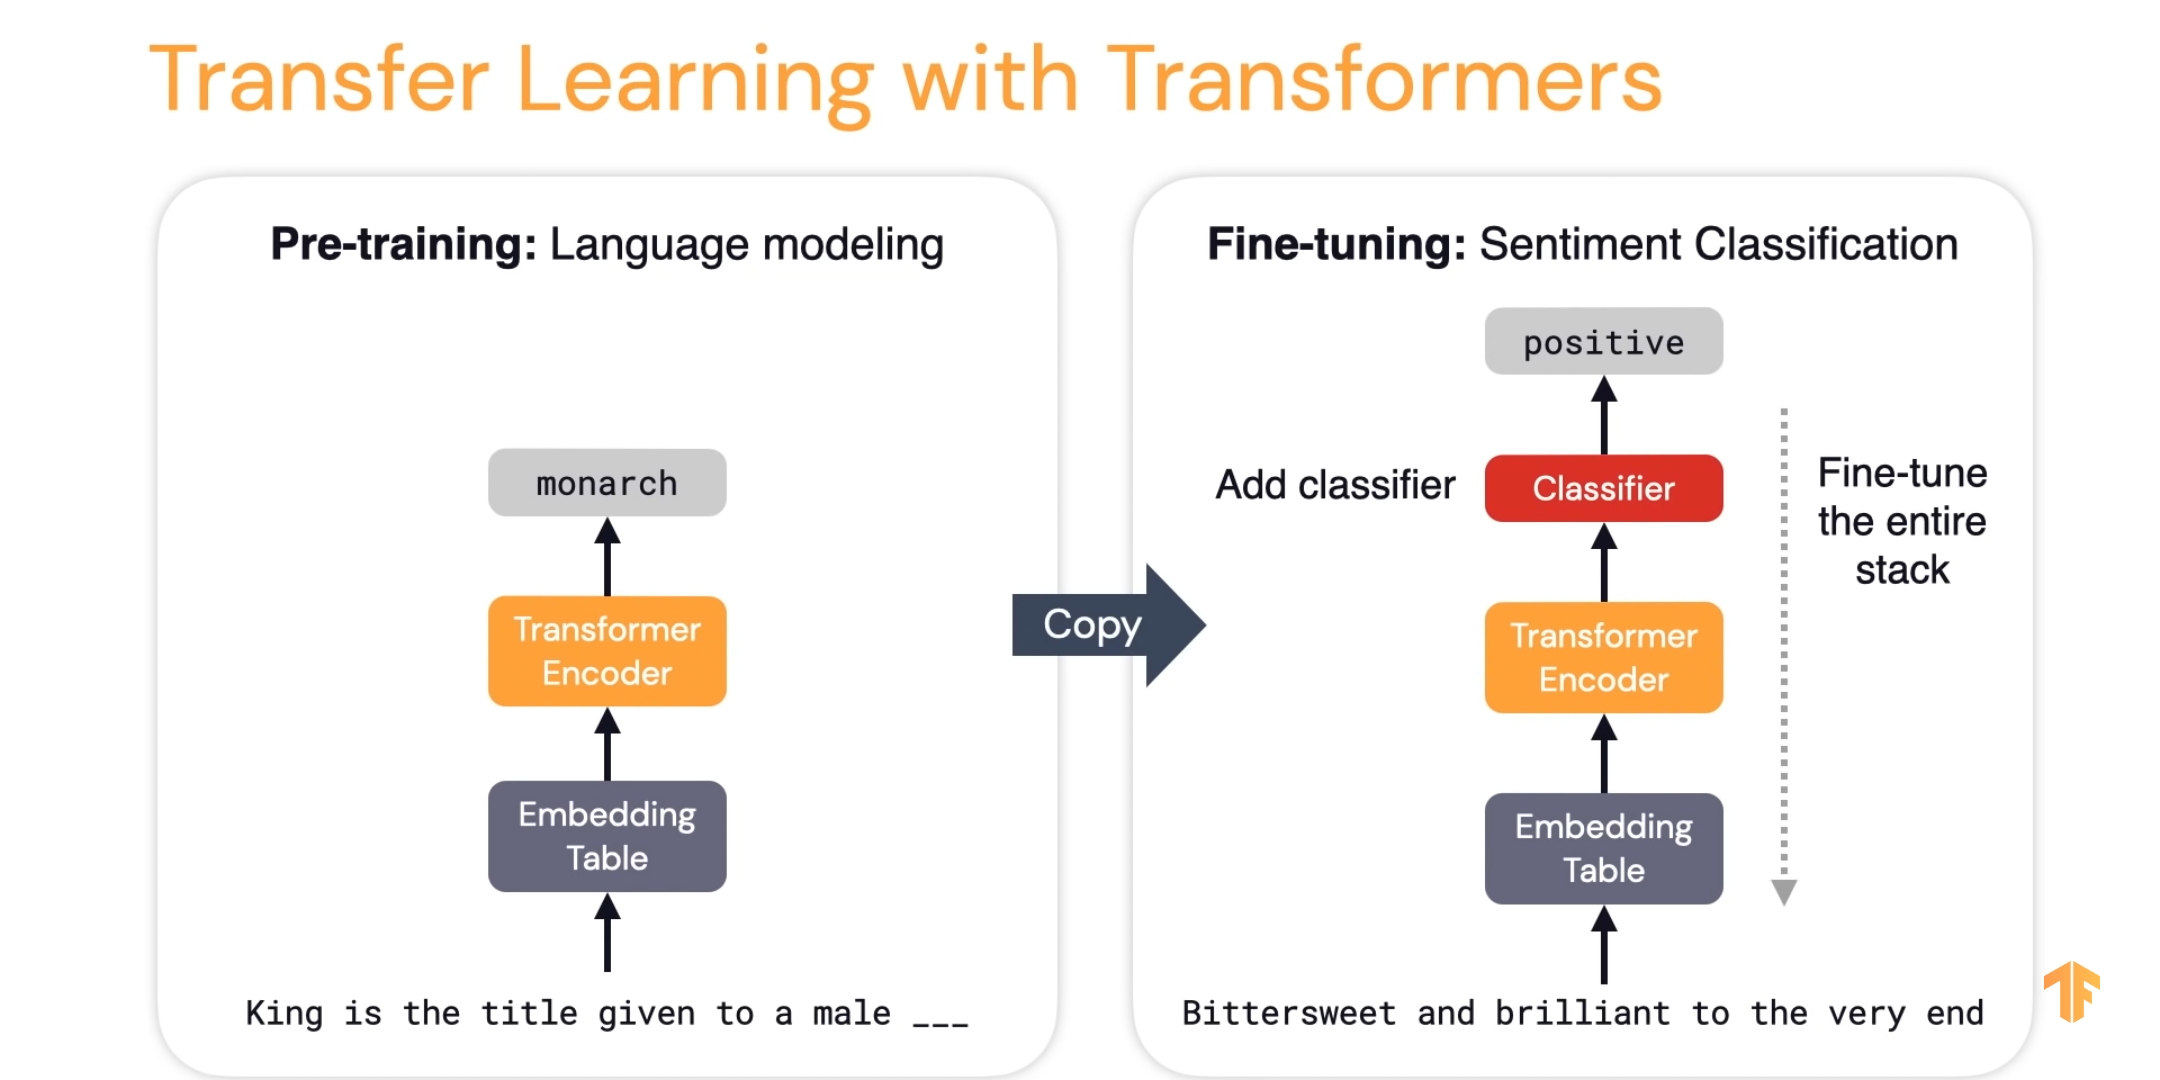 Transfer Learning with Transformers
Pre-training: Language modeling
monarch
Transformer
Encoder
Embedding
Table
King is the title given to a male ___
Copy
Fine-tuning: Sentiment Classification
positive
Add classifier
Classifier
Transformer
Encoder
Embedding
Table
Fine-tune
the entire
stack
Bittersweet and brilliant to the very end